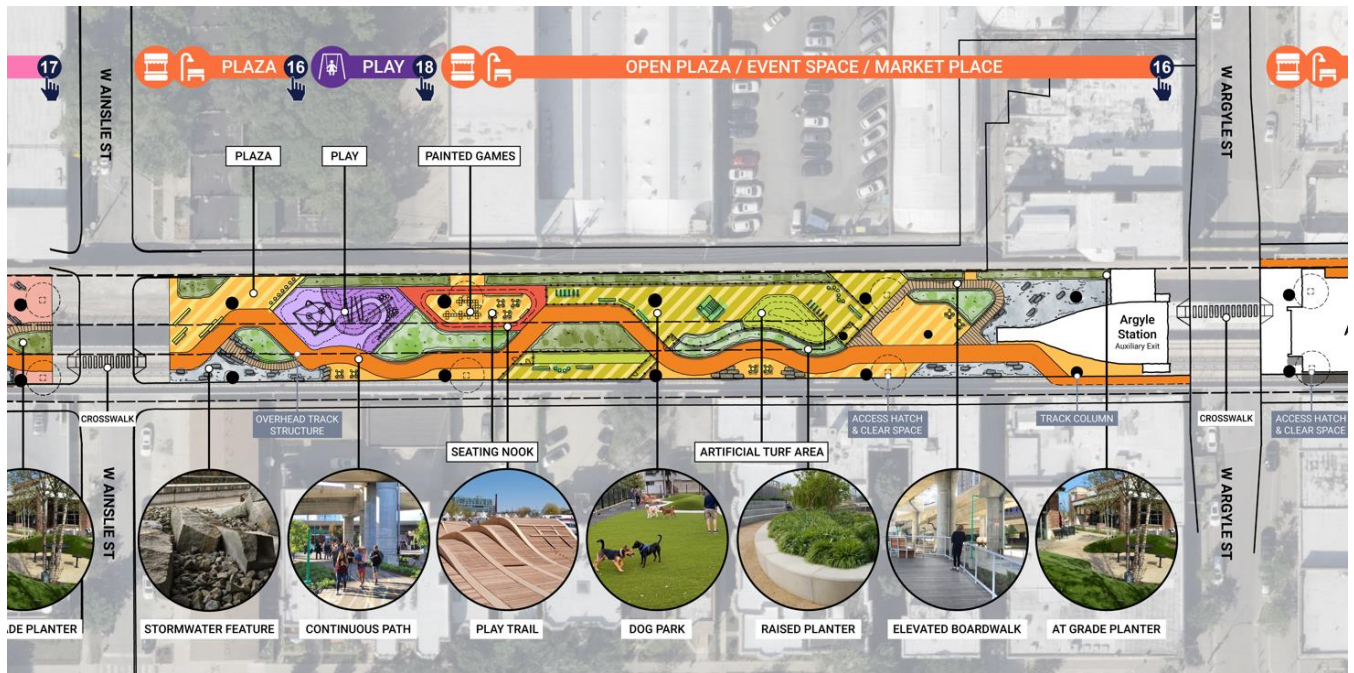 17
W AINSLIE ST
PLAZA
16
PLAY
18
OPEN PLAZA / EVENT SPACE / MARKET PLACE
16
W ARGYLE ST
PLAZA
PLAY
PAINTED GAMES
Argyle
Station
Auxiliary Exit
A
CROSSWALK
OVERHEAD TRACK
STRUCTURE
SEATING NOOK
ARTIFICIAL TURF AREA
ACCESS HATCH
& CLEAR SPACE
TRACK COLUMN
CROSSWALK
ACCESS HATCH
& CLEAR SPACE
W AINSLIE ST
W ARGYLE ST
ADE PLANTER
STORMWATER FEATURE
CONTINUOUS PATH
PLAY TRAIL
DOG PARK
RAISED PLANTER
ELEVATED BOARDWALK
AT GRADE PLANTER